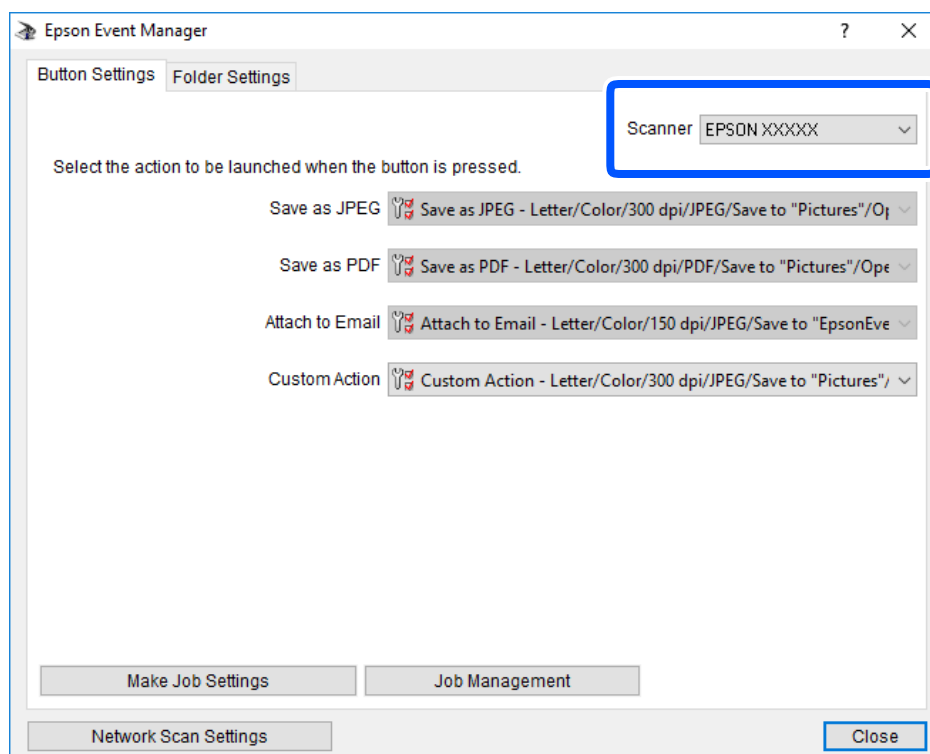 Epson Event Manager
Button Settings Folder Settings
Scanner EPSON XXXXX
Select the action to be launched when the button is pressed.
Save as JPEG Save as JPEG - Letter/Color/300 dpi/JPEG/Save to "Pictures"/Op
Save as PDF Save as PDF - Letter/Color/300 dpi/PDF/Save to "Pictures"/Ope
Attach to Email Attach to Email - Letter/Color/150 dpi/JPEG/Save to "EpsonEve
Custom Action Custom Action - Letter/Color/300 dpi/JPEG/Save to "Pictures"/
Make Job Settings Job Management
Network Scan Settings Close